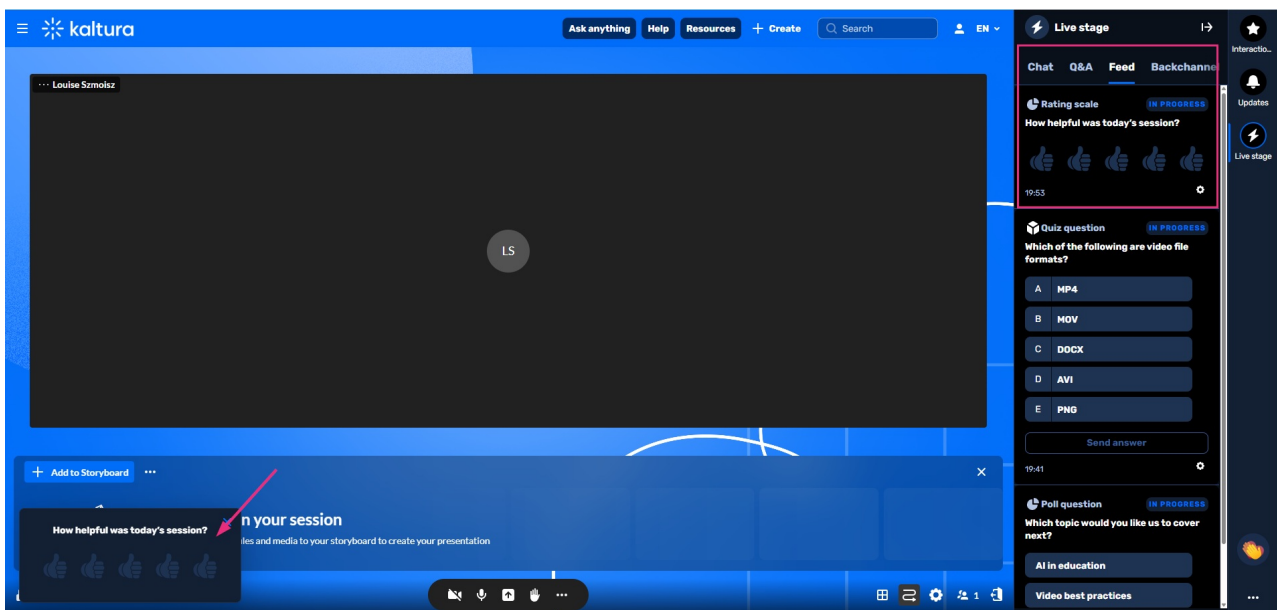 kaltura
Ask anything
Help
Resources
+ Create
Search
EN
Live stage
Interactio...
Chat
Q&A
Feed
Backchannel
Updates
Live stage
··· Louise Szmoisz
LS
Rating scale
IN PROGRESS
How helpful was today's session?
19:53
Quiz question
IN PROGRESS
Which of the following are video file
formats?
A MP4
B MOV
C DOCX
D AVI
E PNG
Send answer
19:41
Poll question
IN PROGRESS
Which topic would you like us to cover
next?
AI in education
Video best practices
+ Add to Storyboard
n your session
les and media to your storyboard to create your presentation
How helpful was today's session?
1